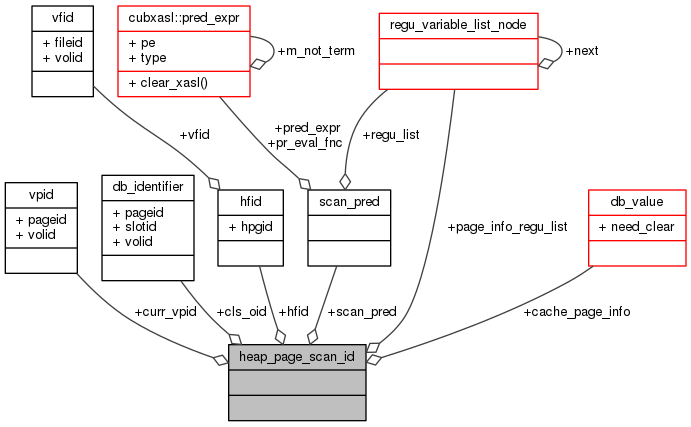 vfid
+ fileid
+ volid
cubxasl::pred_expr
+ pe
+ type
+ clear_xasl()
+m_not_term
regu_variable_list_node
+next
+vfid
+pred_expr
+pr_eval_fnc
+regu_list
vpid
+ pageid
+ volid
db_identifier
+ pageid
+ slotid
+ volid
hfid
+ hpgid
scan_pred
+page_info_regu_list
db_value
+ need_clear
+curr_vpid
+cls_oid
+hfid
+scan_pred
+cache_page_info
heap_page_scan_id